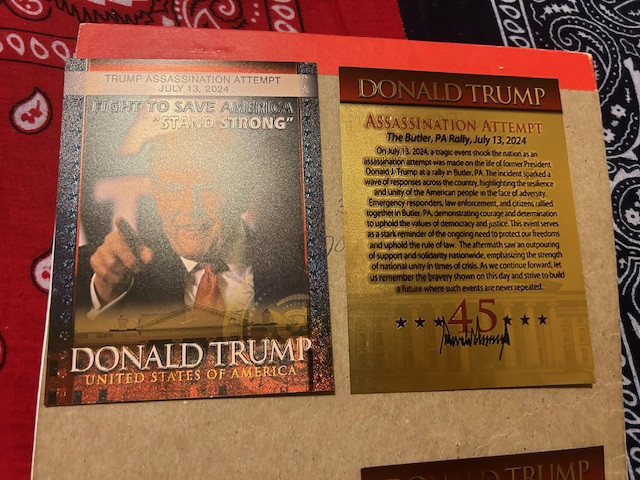 TRUMP ASSASSINATION ATTEMPT
JULY 13, 2024
FIGHT TO SAVE AMERICA
"STAND STRONG"
DONALD TRUMP
UNITED STATES OF AMERICA
DONALD TRUMP
ASSASSINATION ATTEMPT
The Butler, PA Rally, July 13, 2024
On July 13, 2024, a tragic event shook the nation as an
assassination attempt was made on the life of former President
Donald J. Trump at a rally in Butler, PA. The incident sparked a
wave of responses across the country, highlighting the resilience
and unity of the American people in the face of adversity.
Emergency responders, law enforcement, and citizens rallied
together in Butler, PA, demonstrating courage and determination
to uphold the values of democracy and justice. This event serves
as a stark reminder of the ongoing need to protect our freedoms
and uphold the rule of law. The aftermath saw an outpouring
of support and solidarity nationwide, emphasizing the strength
of national unity in times of crisis. As we continue forward, let
us remember the bravery shown on this day and strive to build
a future where such events are never repeated.
45
DONALD TRUMP